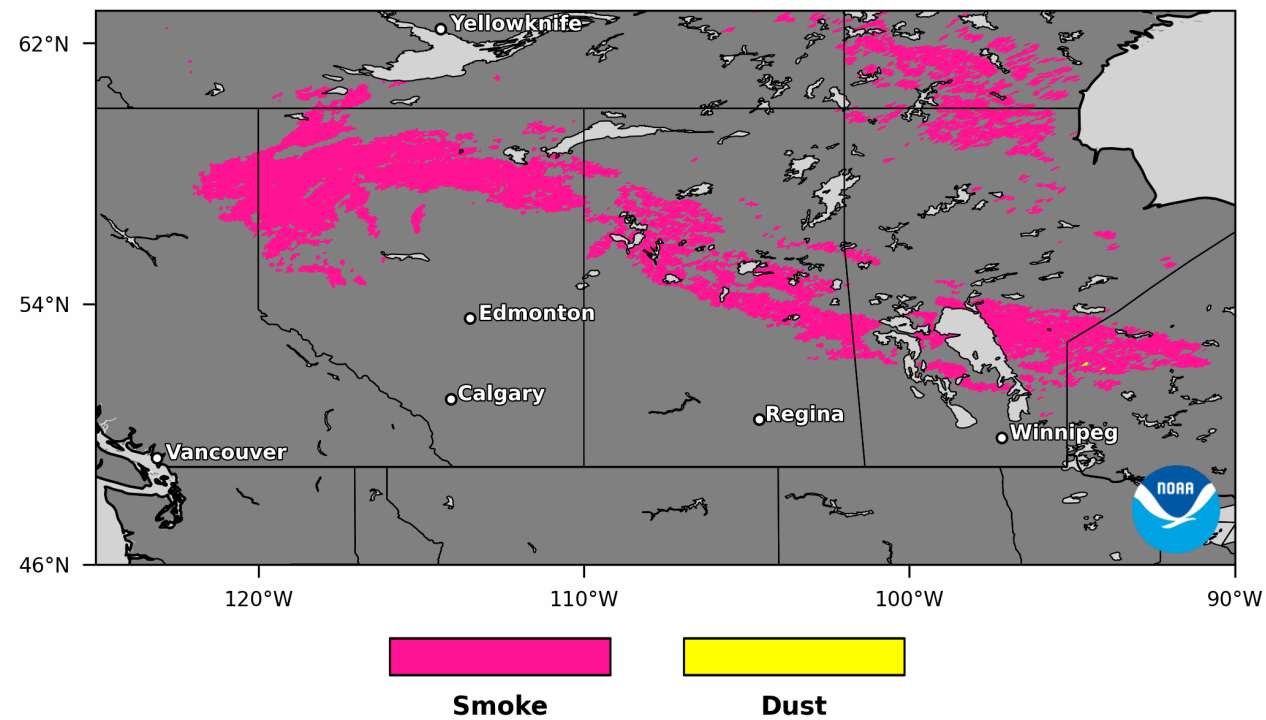 62°N
Yellowknife
54°N
Edmonton
Calgary
Regina
Winnipeg
Vancouver
NOAA
46°N
120°W 110°W 100°W 90°W
Smoke Dust